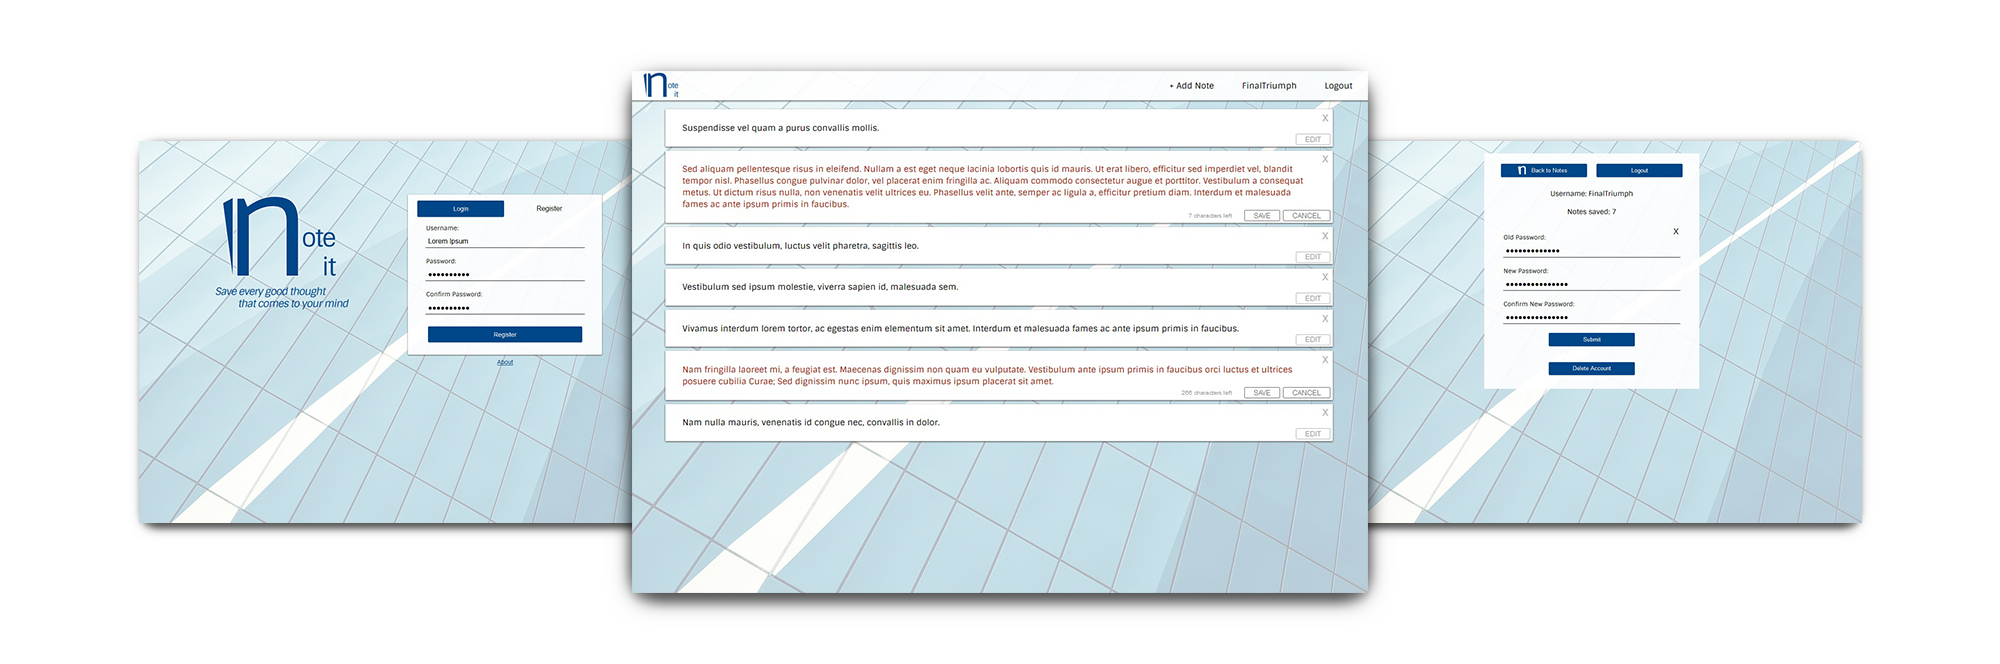 note
it
Save every good thought
that comes to your mind
Login Register
Username:
Lorem Ipsum
Password:
Confirm Password:
Register
About
note
it
+ Add Note FinalTriumph Logout
X
Suspendisse vel quam a purus convallis mollis.
EDIT
X
Sed aliquam pellentesque risus in eleifend. Nullam a est eget neque lacinia lobortis quis id mauris. Ut erat libero, efficitur sed imperdiet vel, blandit
tempor nisl. Phasellus congue pulvinar dolor, vel placerat enim fringilla ac. Aliquam commodo consectetur augue et porttitor. Vestibulum a consequat
metus. Ut dictum risus nulla, non venenatis velit ultrices eu. Phasellus velit ante, semper ac ligula a, efficitur pretium diam. Interdum et malesuada
fames ac ante ipsum primis in faucibus.
7 characters left SAVE CANCEL
X
In quis odio vestibulum, luctus velit pharetra, sagittis leo.
EDIT
X
Vestibulum sed ipsum molestie, viverra sapien id, malesuada sem.
EDIT
X
Vivamus interdum lorem tortor, ac egestas enim elementum sit amet. Interdum et malesuada fames ac ante ipsum primis in faucibus.
EDIT
X
Nam fringilla laoreet mi, a feugiat est. Maecenas dignissim non quam eu vulputate. Vestibulum ante ipsum primis in faucibus orci luctus et ultrices
posuere cubilia Curae; Sed dignissim nunc ipsum, quis maximus ipsum placerat sit amet.
266 characters left SAVE CANCEL
X
Nam nulla mauris, venenatis id congue nec, convallis in dolor.
EDIT
n Back to Notes Logout
Username: FinalTriumph
Notes saved: 7
X
Old Password:
New Password:
Confirm New Password:
Submit
Delete Account